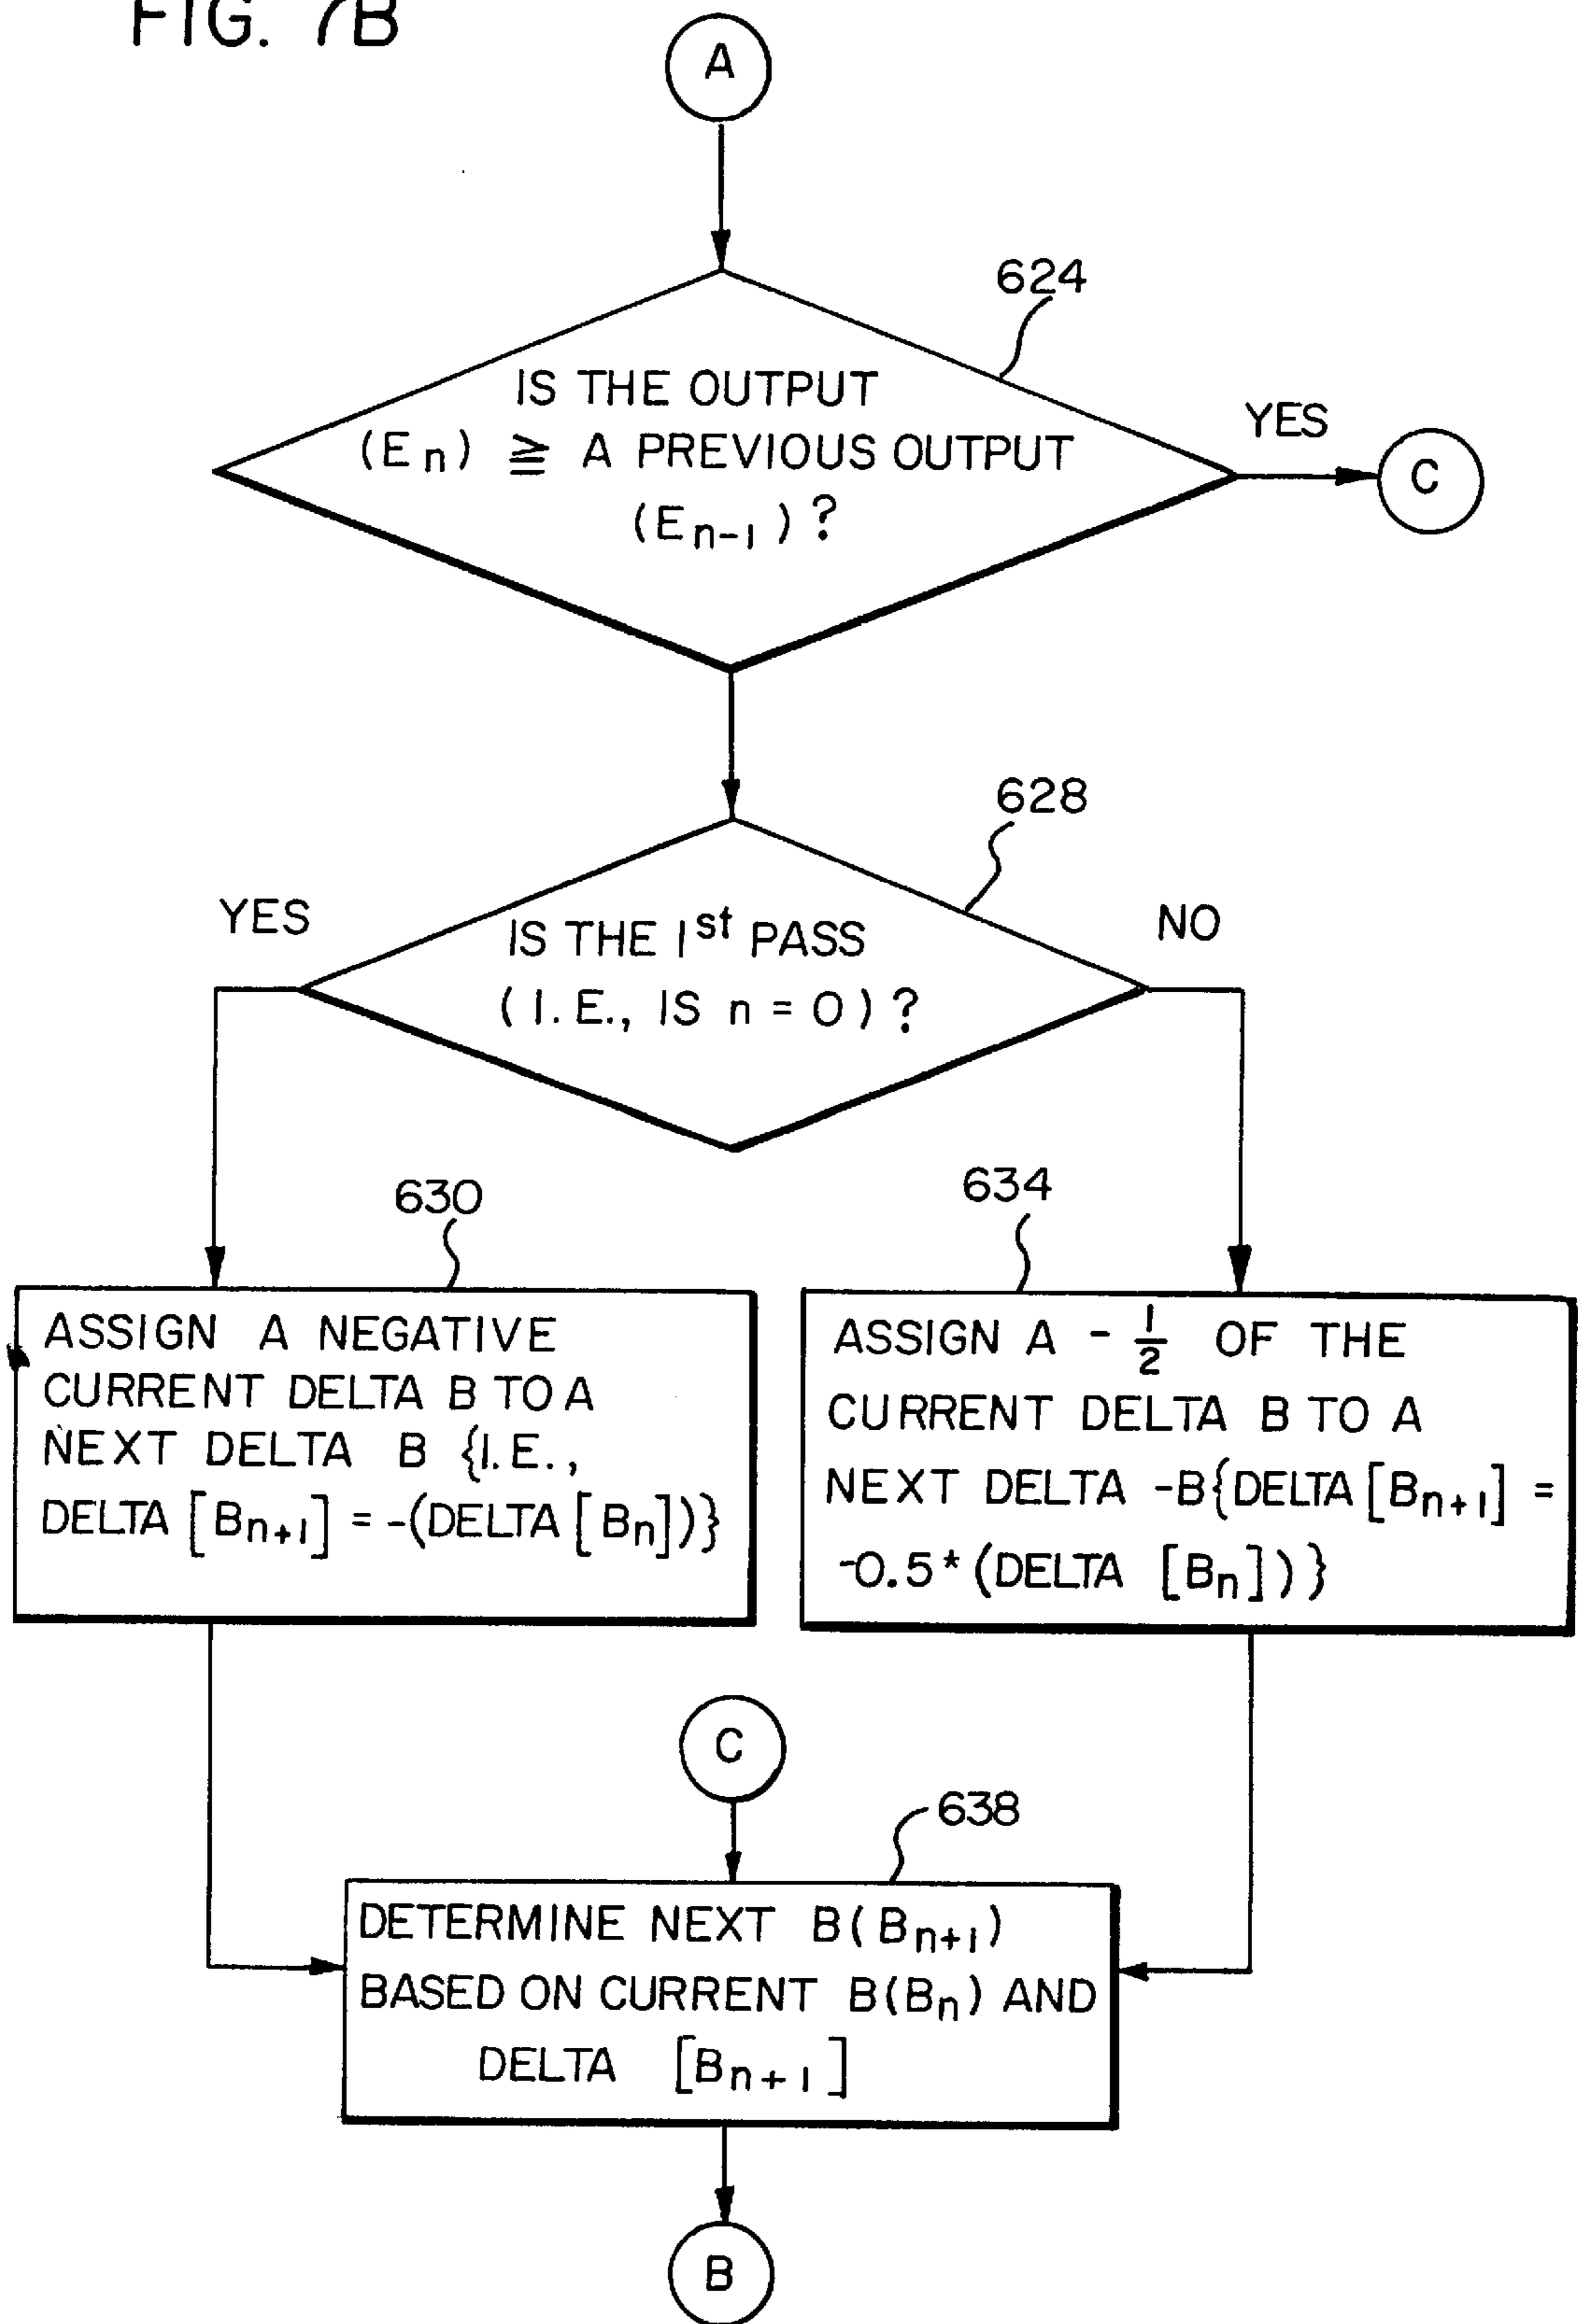 FIG. 7B
A
624
IS THE OUTPUT
(En) ≧ A PREVIOUS OUTPUT
(En-1)?
YES
C
628
YES
NO
IS THE 1st PASS
(I.E., IS n = 0)?
630
634
ASSIGN A NEGATIVE
CURRENT DELTA B TO A
NEXT DELTA B {I.E.,
DELTA [Bn+1] = -(DELTA [Bn])}
ASSIGN A - 1/2 OF THE
CURRENT DELTA B TO A
NEXT DELTA -B{DELTA [Bn+1] =
-0.5*(DELTA [Bn])}
C
638
DETERMINE NEXT B(Bn+1)
BASED ON CURRENT B(Bn) AND
DELTA [Bn+1]
B